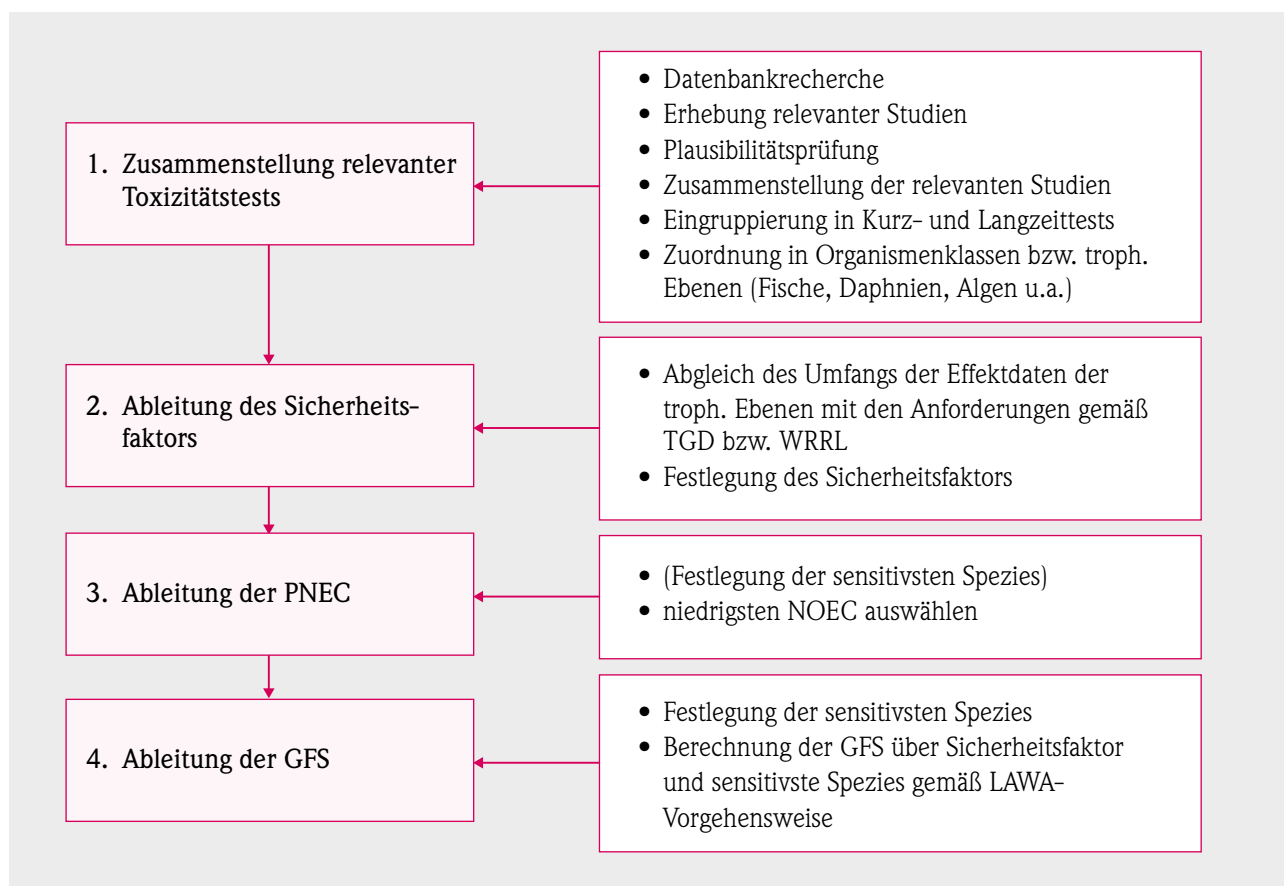 1. Zusammenstellung relevanter
Toxizitätstests
• Datenbankrecherche
• Erhebung relevanter Studien
• Plausibilitätsprüfung
• Zusammenstellung der relevanten Studien
• Eingruppierung in Kurz- und Langzeittests
• Zuordnung in Organismenklassen bzw. troph.
Ebenen (Fische, Daphnien, Algen u.a.)
2. Ableitung des Sicherheits-
faktors
• Abgleich des Umfangs der Effektdaten der
troph. Ebenen mit den Anforderungen gemäß
TGD bzw. WRRL
• Festlegung des Sicherheitsfaktors
3. Ableitung der PNEC
• (Festlegung der sensitivsten Spezies)
• niedrigsten NOEC auswählen
4. Ableitung der GFS
• Festlegung der sensitivsten Spezies
• Berechnung der GFS über Sicherheitsfaktor
und sensitivste Spezies gemäß LAWA-
Vorgehensweise